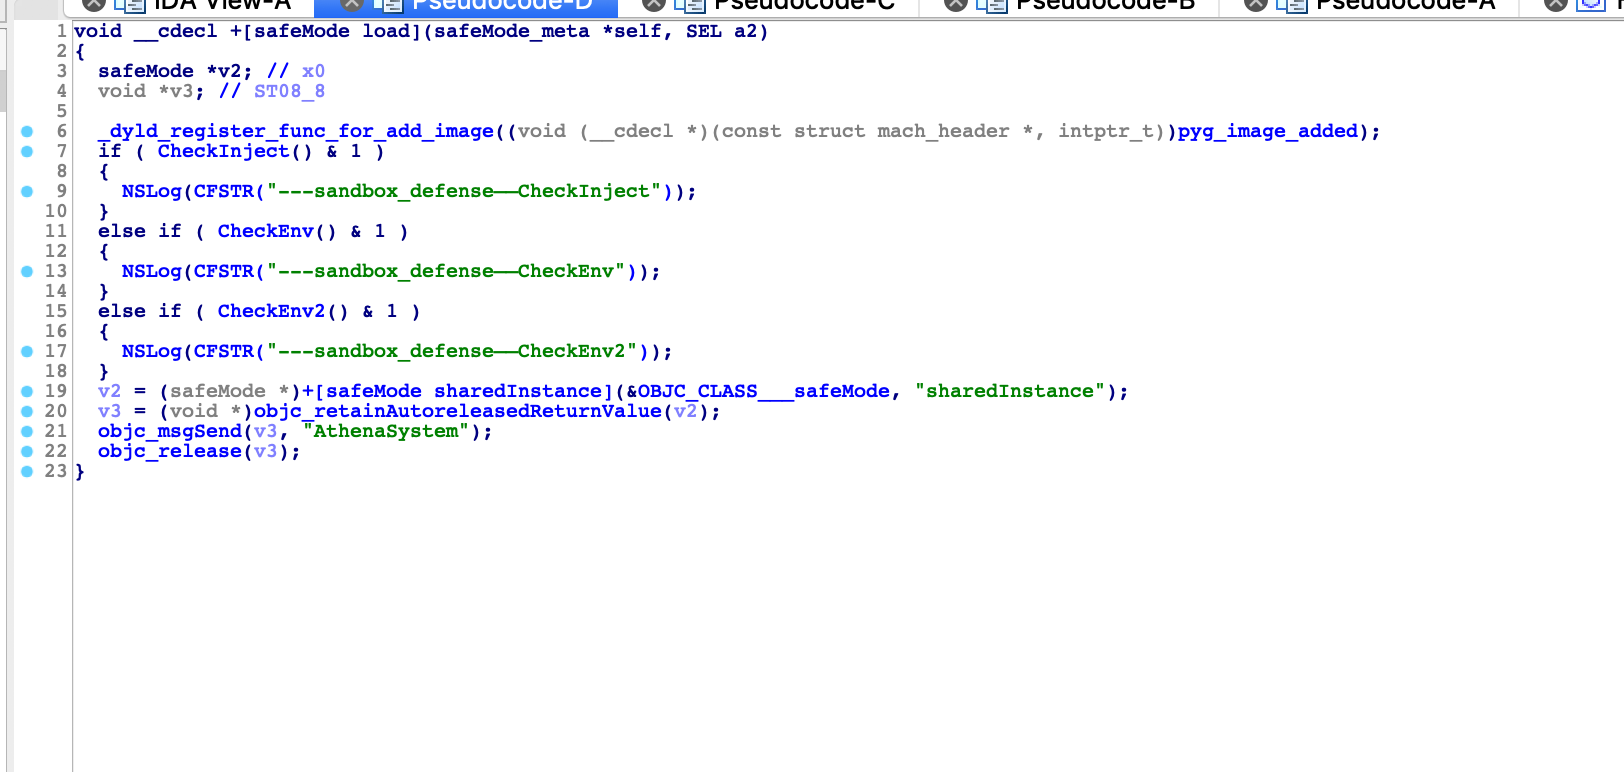 IDA View-A Pseudocode-D Pseudocode-C Pseudocode-B Pseudocode-A
1 void __cdecl +[safeMode load](safeMode_meta *self, SEL a2)
2 {
3 safeMode *v2; // x0
4 void *v3; // ST08_8
5
6 _dyld_register_func_for_add_image((void (__cdecl *)(const struct mach_header *, intptr_t))pyg_image_added);
7 if ( CheckInject() & 1 )
8 {
9 NSLog(CFSTR("---sandbox_defense——CheckInject"));
10 }
11 else if ( CheckEnv() & 1 )
12 {
13 NSLog(CFSTR("---sandbox_defense——CheckEnv"));
14 }
15 else if ( CheckEnv2() & 1 )
16 {
17 NSLog(CFSTR("---sandbox_defense——CheckEnv2"));
18 }
19 v2 = (safeMode *)+[safeMode sharedInstance](&OBJC_CLASS___safeMode, "sharedInstance");
20 v3 = (void *)objc_retainAutoreleasedReturnValue(v2);
21 objc_msgSend(v3, "AthenaSystem");
22 objc_release(v3);
23 }